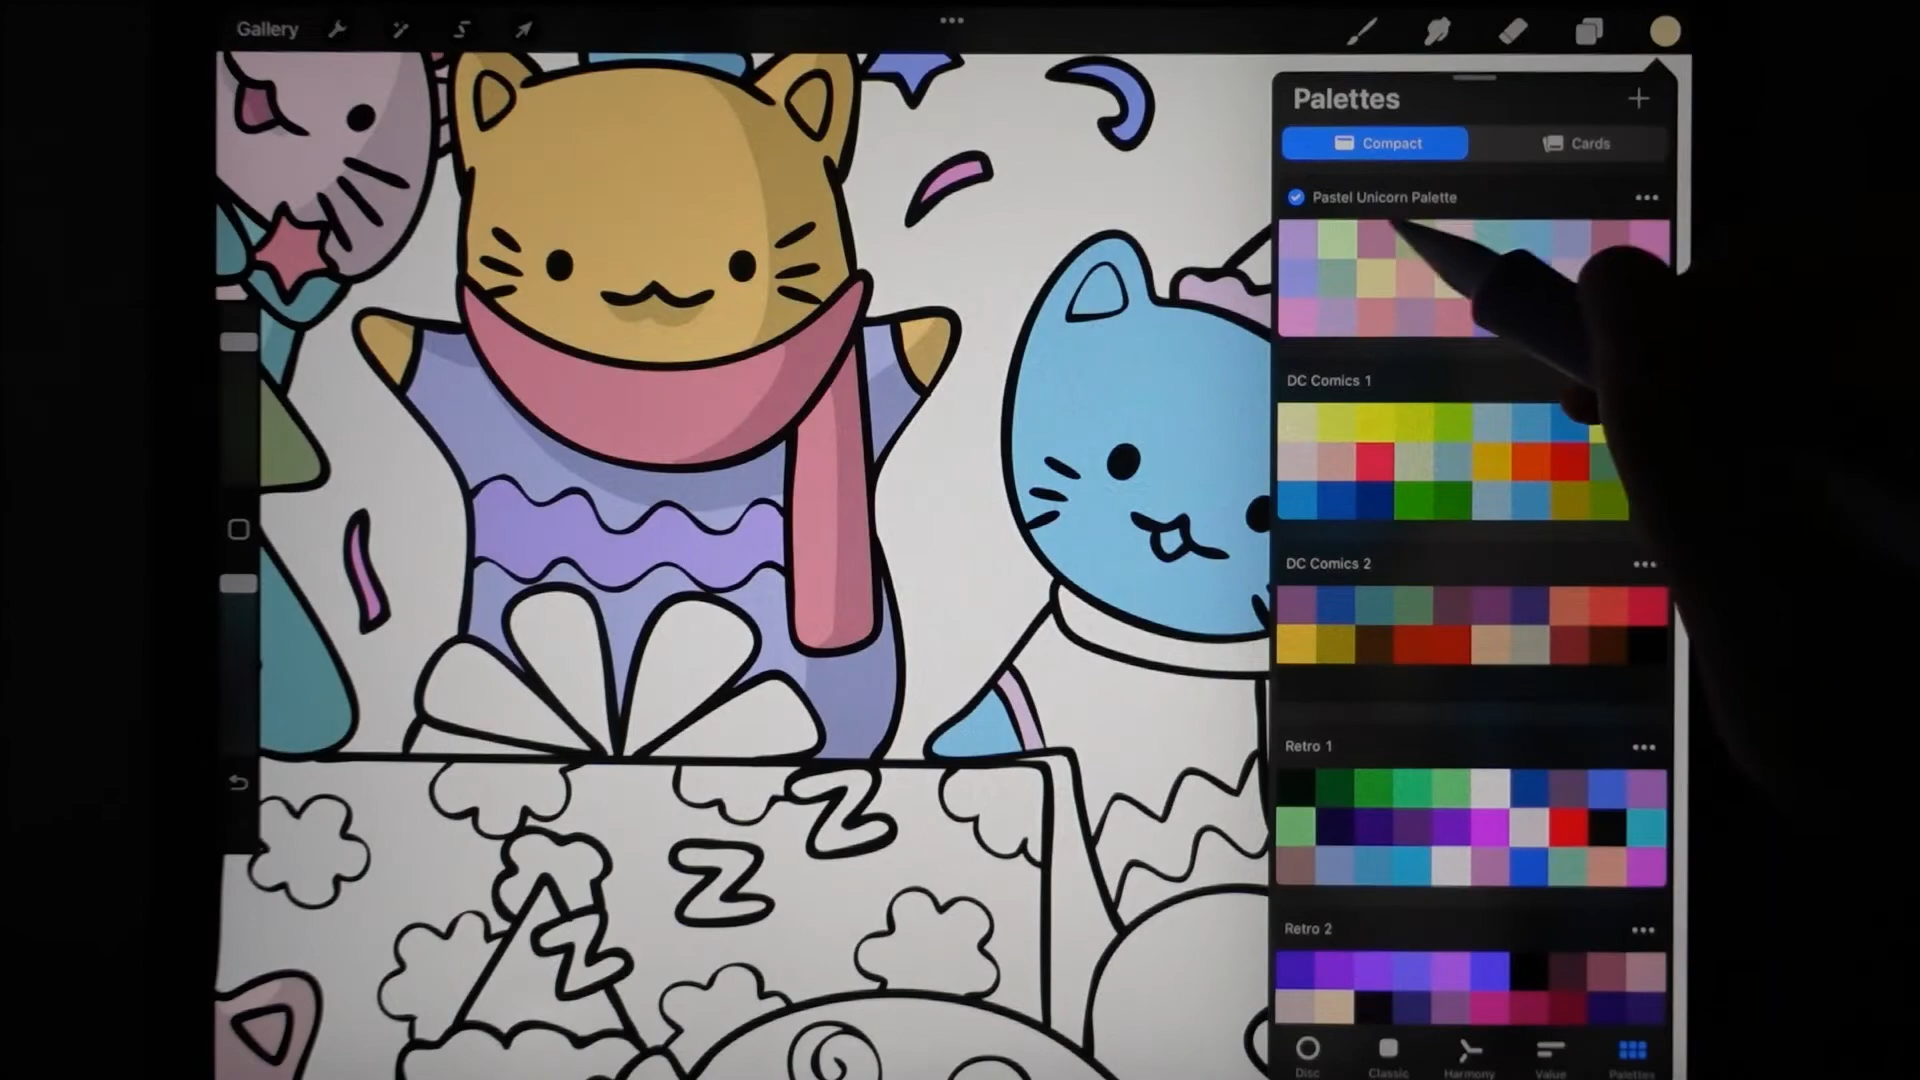 Gallery
Palettes
Compact
Cards
Pastel Unicorn Palette
DC Comics 1
DC Comics 2
Retro 1
Retro 2
Disc
Classic
Harmony
Value
Palettes
Z
Z
Z